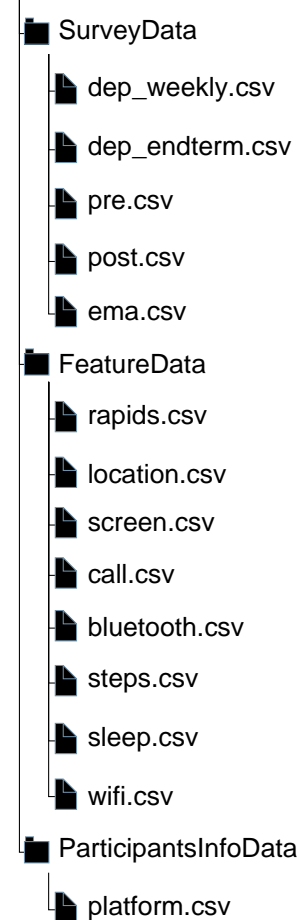 SurveyData
dep_weekly.csv
dep_endterm.csv
pre.csv
post.csv
ema.csv
FeatureData
rapids.csv
location.csv
screen.csv
call.csv
bluetooth.csv
steps.csv
sleep.csv
wifi.csv
ParticipantsInfoData
platform.csv